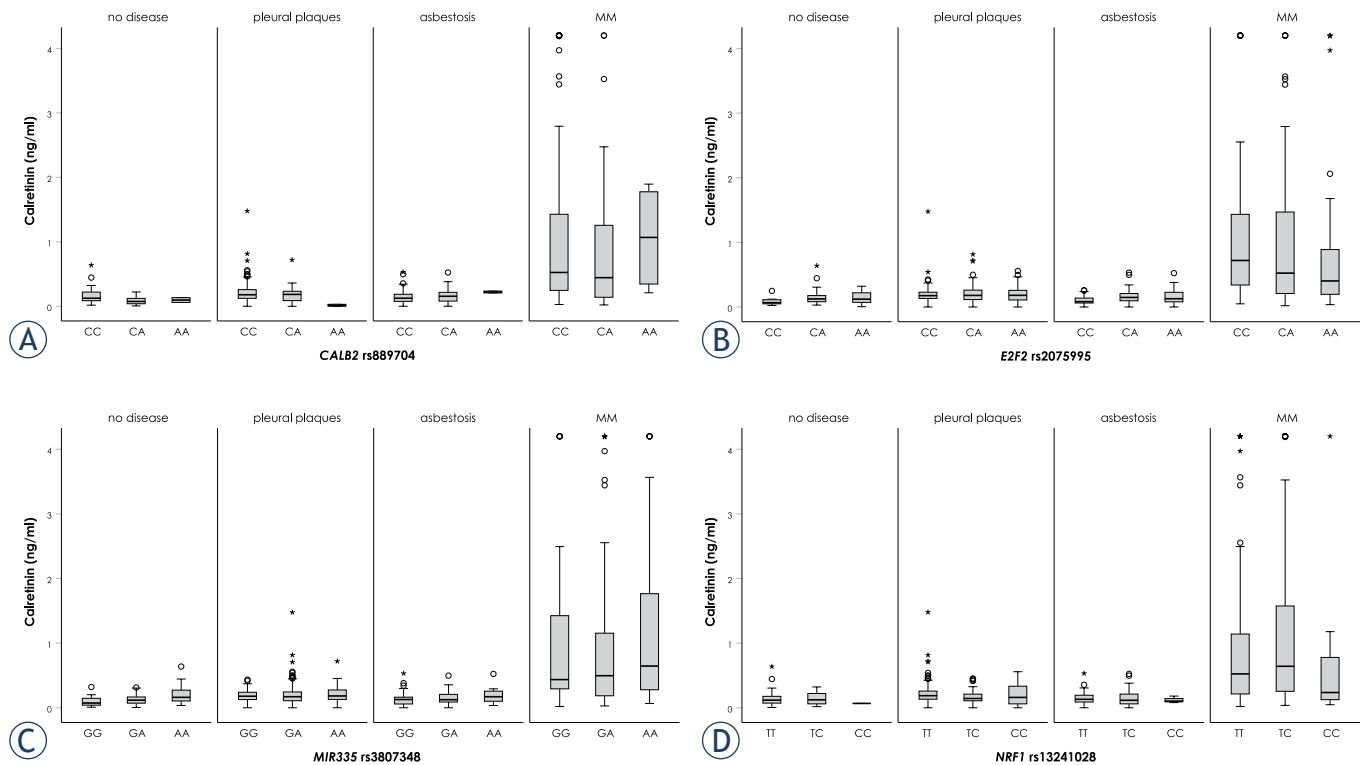 no disease pleural plaques asbestosis MM
4
3
2
1
0
Calretinin (ng/ml)
CC CA AA CC CA AA CC CA AA CC CA AA
CALB2 rs889704
A
no disease pleural plaques asbestosis MM
4
3
2
1
0
Calretinin (ng/ml)
CC CA AA CC CA AA CC CA AA CC CA AA
E2F2 rs2075995
B
no disease pleural plaques asbestosis MM
4
3
2
1
0
Calretinin (ng/ml)
GG GA AA GG GA AA GG GA AA GG GA AA
MIR335 rs3807348
C
no disease pleural plaques asbestosis MM
4
3
2
1
0
Calretinin (ng/ml)
TT TC CC TT TC CC TT TC CC TT TC CC
NRF1 rs13241028
D